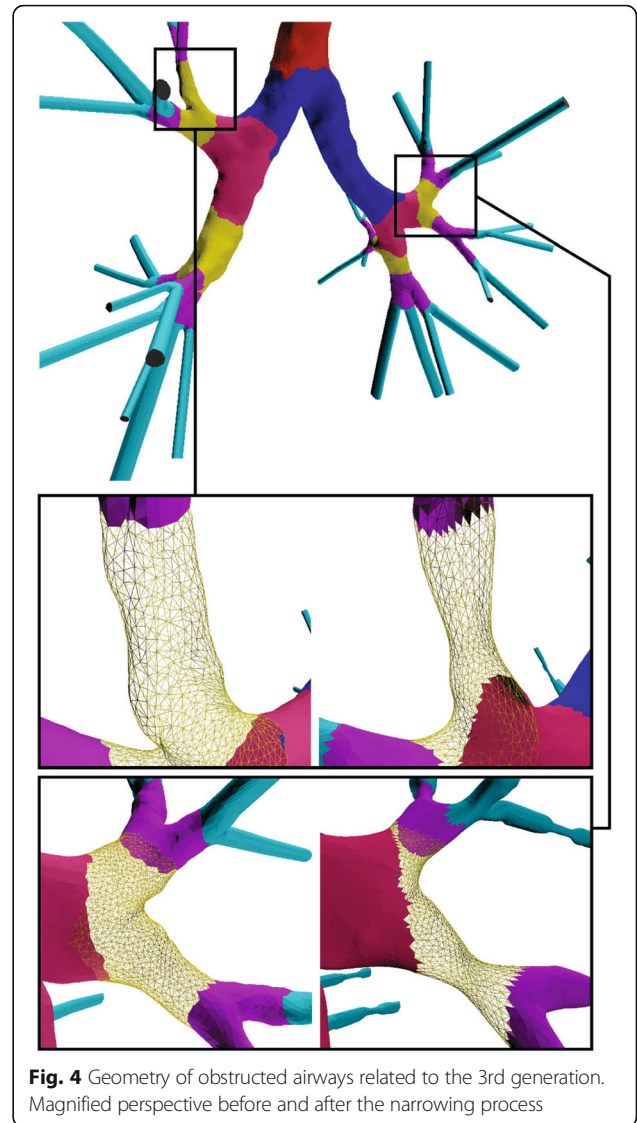 Fig. 4 Geometry of obstructed airways related to the 3rd generation.
Magnified perspective before and after the narrowing process